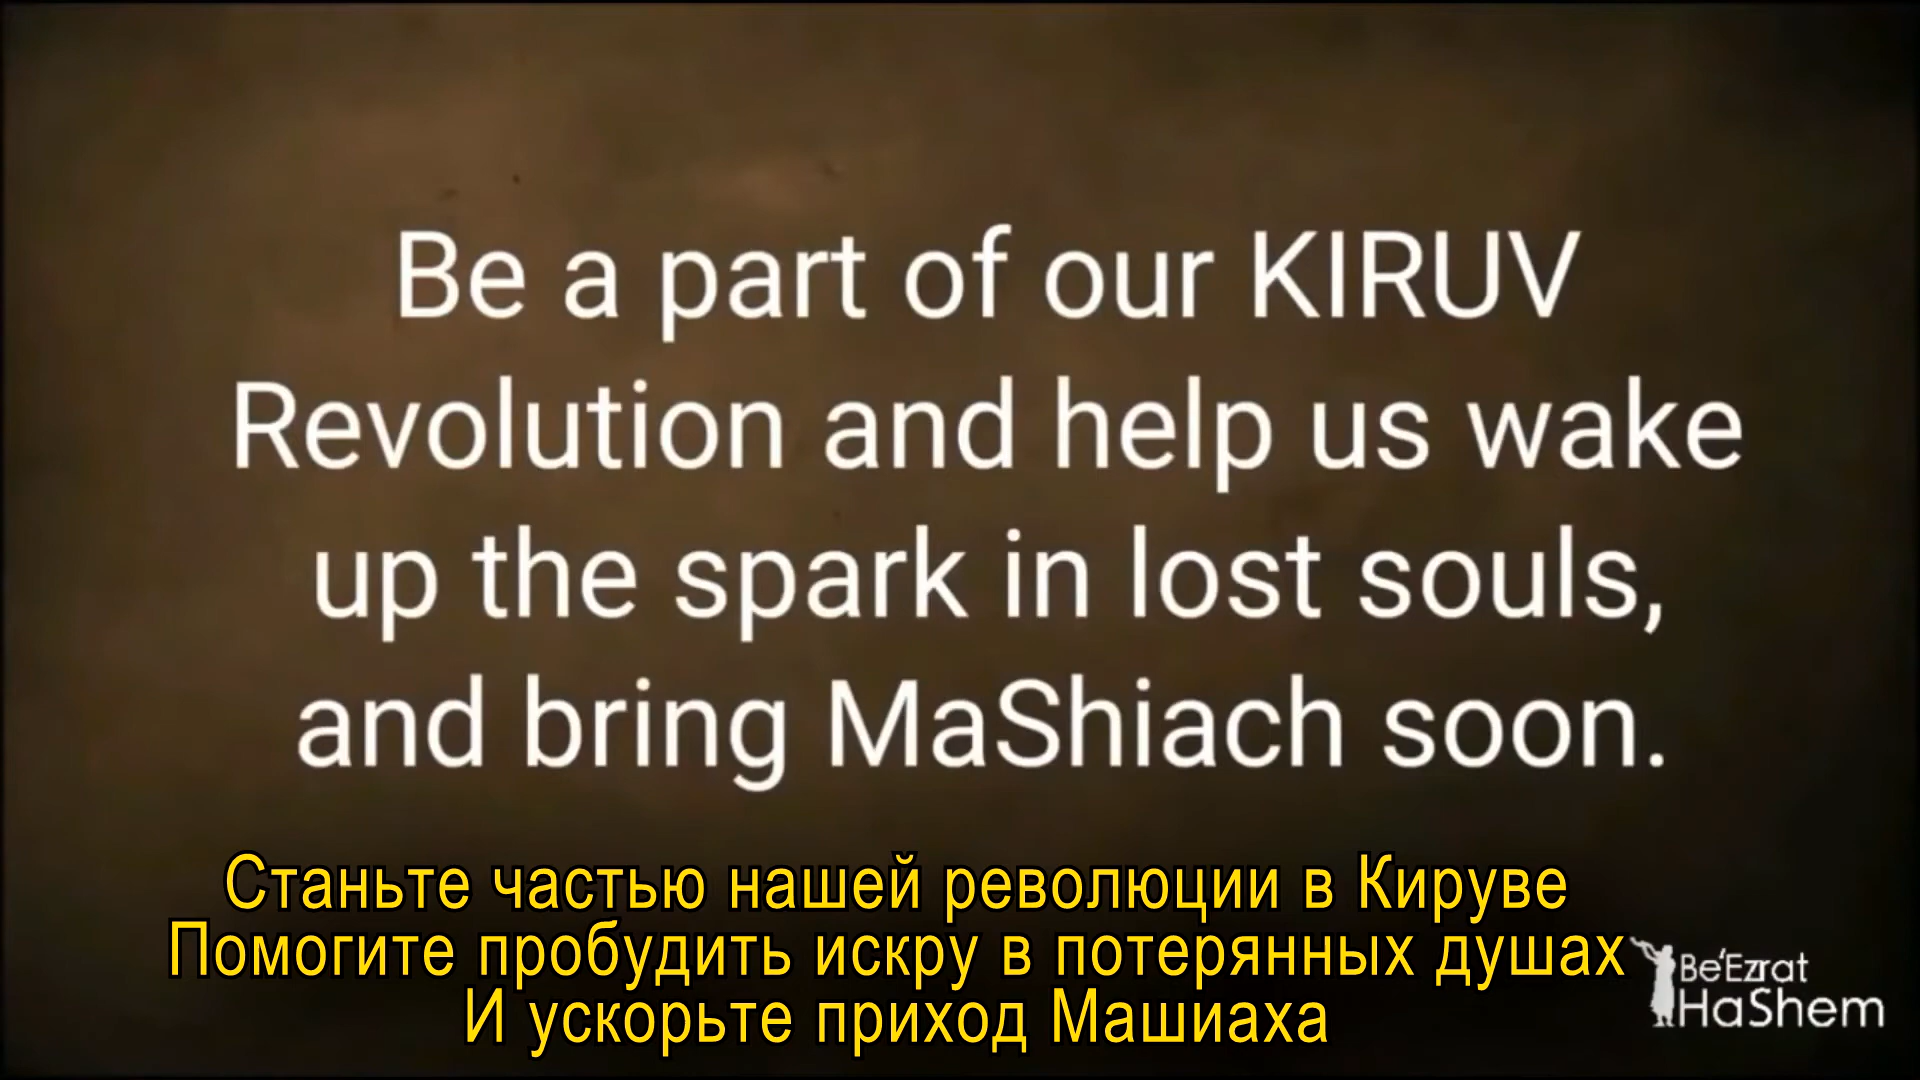 Be a part of our KIRUV
Revolution and help us wake
up the spark in lost souls,
and bring MaShiach soon.
Станьте частью нашей революции в Кируве
Помогите пробудить искру в потерянных душах
И ускорьте приход Машиаха
Be'Ezrat
HaShem